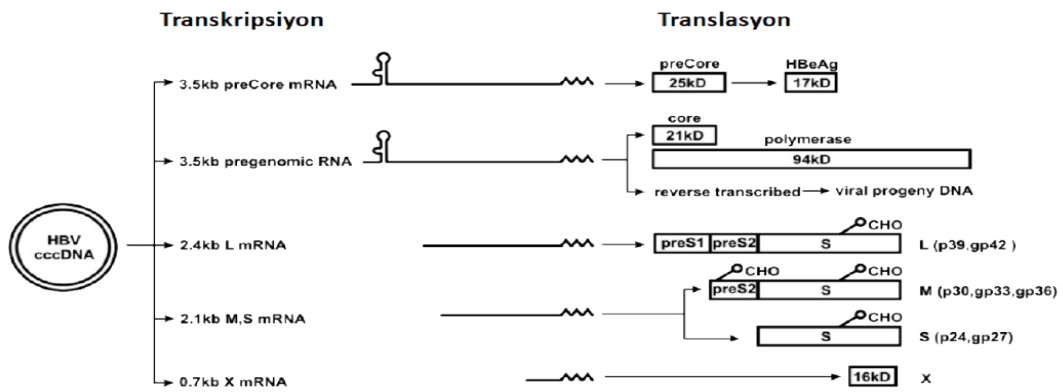 Transkripsiyon
Translasyon
3.5kb preCore mRNA
preCore
25kD
HBeAg
17kD
3.5kb pregenomic RNA
core
21kD
polymerase
94kD
reverse transcribed
viral progeny DNA
HBV
cccDNA
2.4kb L mRNA
preS1
preS2
S
CHO
L (p39,gp42 )
2.1kb M,S mRNA
CHO
preS2
S
CHO
M (p30,gp33,gp36)
S
CHO
S (p24,gp27)
0.7kb X mRNA
16kD
X